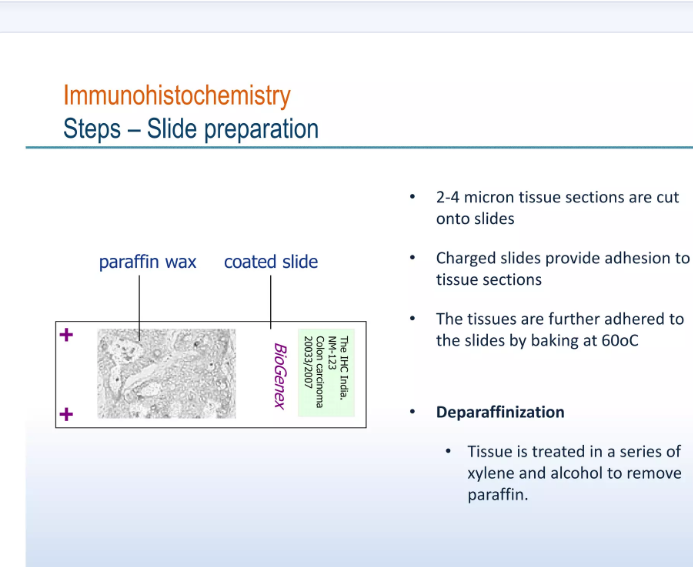 Immunohistochemistry
Steps – Slide preparation
paraffin wax
coated slide
+
+
BioGenex
The IHC India.
NM-123
Colon carcinoma
20033/2007
• 2-4 micron tissue sections are cut
onto slides
• Charged slides provide adhesion to
tissue sections
• The tissues are further adhered to
the slides by baking at 60oC
• Deparaffinization
• Tissue is treated in a series of
xylene and alcohol to remove
paraffin.